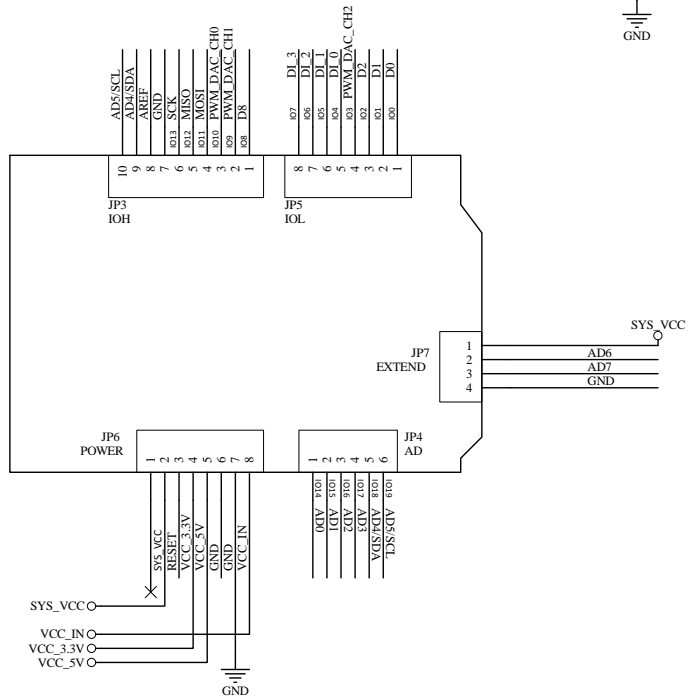 GND
AD5/SCL
AD4/SDA
AREF
GND
IO13 SCK
IO12 MISO
IO11 MOSI
IO10 PWM_DAC_CH0
IO9 PWM_DAC_CH1
IO8 D8
IO7 DI_3
IO6 DI_2
IO5 DI_1
IO4 DI_0
IO3 PWM_DAC_CH2
IO2 D2
IO1 D1
IO0 D0
10 9 8 7 6 5 4 3 2 1
8 7 6 5 4 3 2 1
JP3
IOH
JP5
IOL
SYS_VCC
JP7
EXTEND
1
2
3
4
AD6
AD7
GND
JP6
POWER
1 2 3 4 5 6 7 8
1 2 3 4 5 6
JP4
AD
SYS_VCC
RESET
VCC_3.3V
VCC_5V
GND
GND
VCC_IN
IO14 AD0
IO15 AD1
IO16 AD2
IO17 AD3
IO18 AD4/SDA
IO19 AD5/SCL
SYS_VCC
VCC_IN
VCC_3.3V
VCC_5V
GND